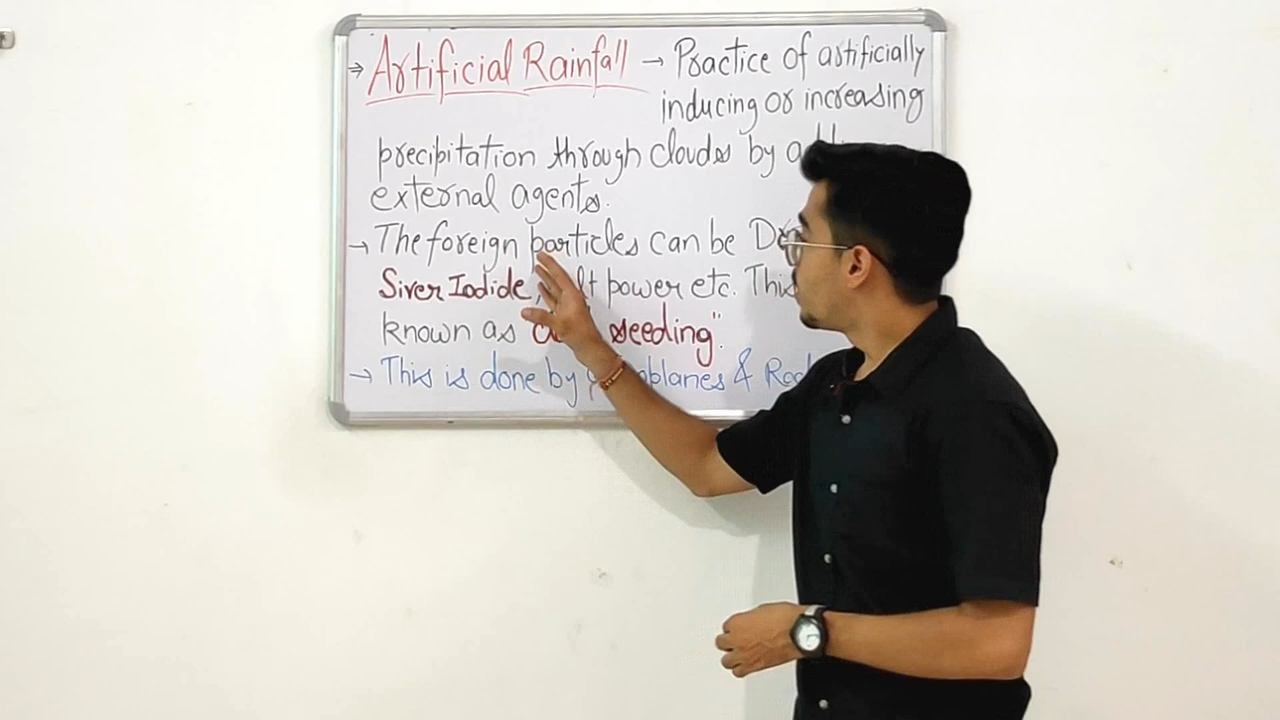 ⇒ Artificial Rainfall → Practice of artificially
inducing or increasing
precipitation through clouds by
external agents.
→ The foreign particles can be
Siver Iodide, power etc. This
known as seeding".
→ This is done by &